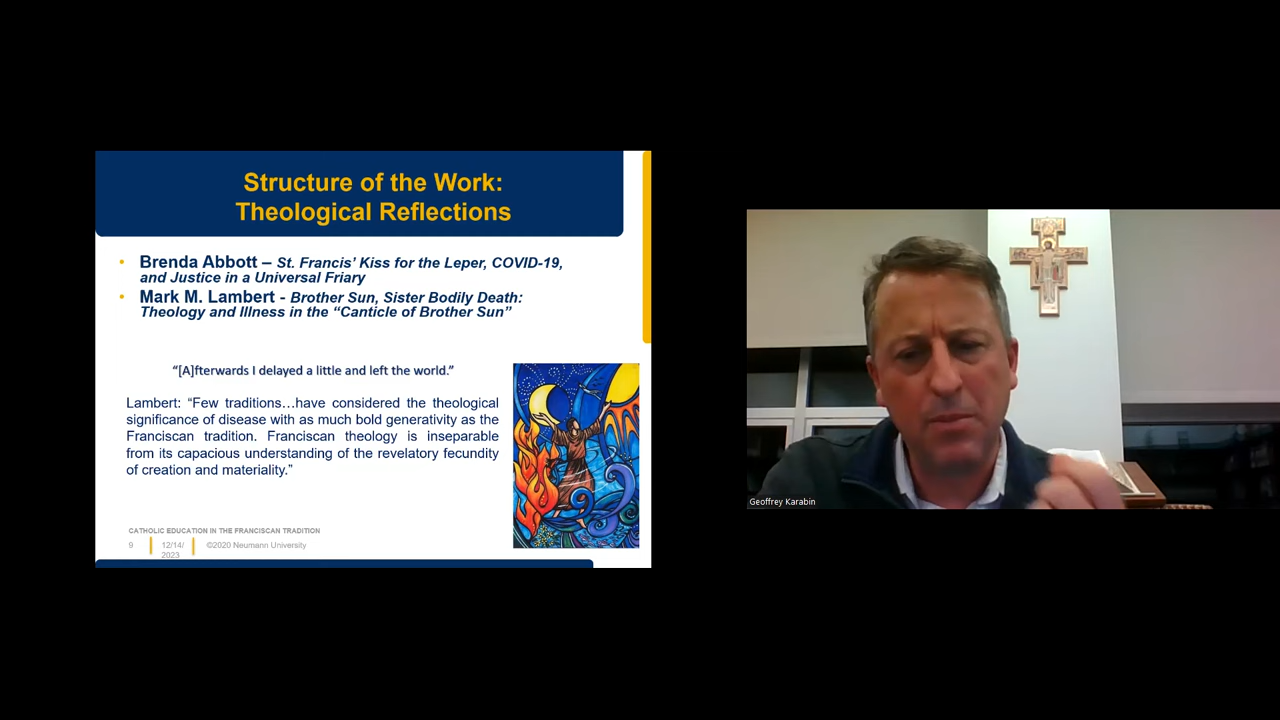 Structure of the Work:
Theological Reflections
• Brenda Abbott – St. Francis' Kiss for the Leper, COVID-19,
and Justice in a Universal Friary
• Mark M. Lambert - Brother Sun, Sister Bodily Death:
Theology and Illness in the “Canticle of Brother Sun”
“[A]fterwards I delayed a little and left the world.”
Lambert: “Few traditions…have considered the theological
significance of disease with as much bold generativity as the
Franciscan tradition. Franciscan theology is inseparable
from its capacious understanding of the revelatory fecundity
of creation and materiality.”
CATHOLIC EDUCATION IN THE FRANCISCAN TRADITION
9 12/14/ ©2020 Neumann University
2023
Geoffrey Karabin